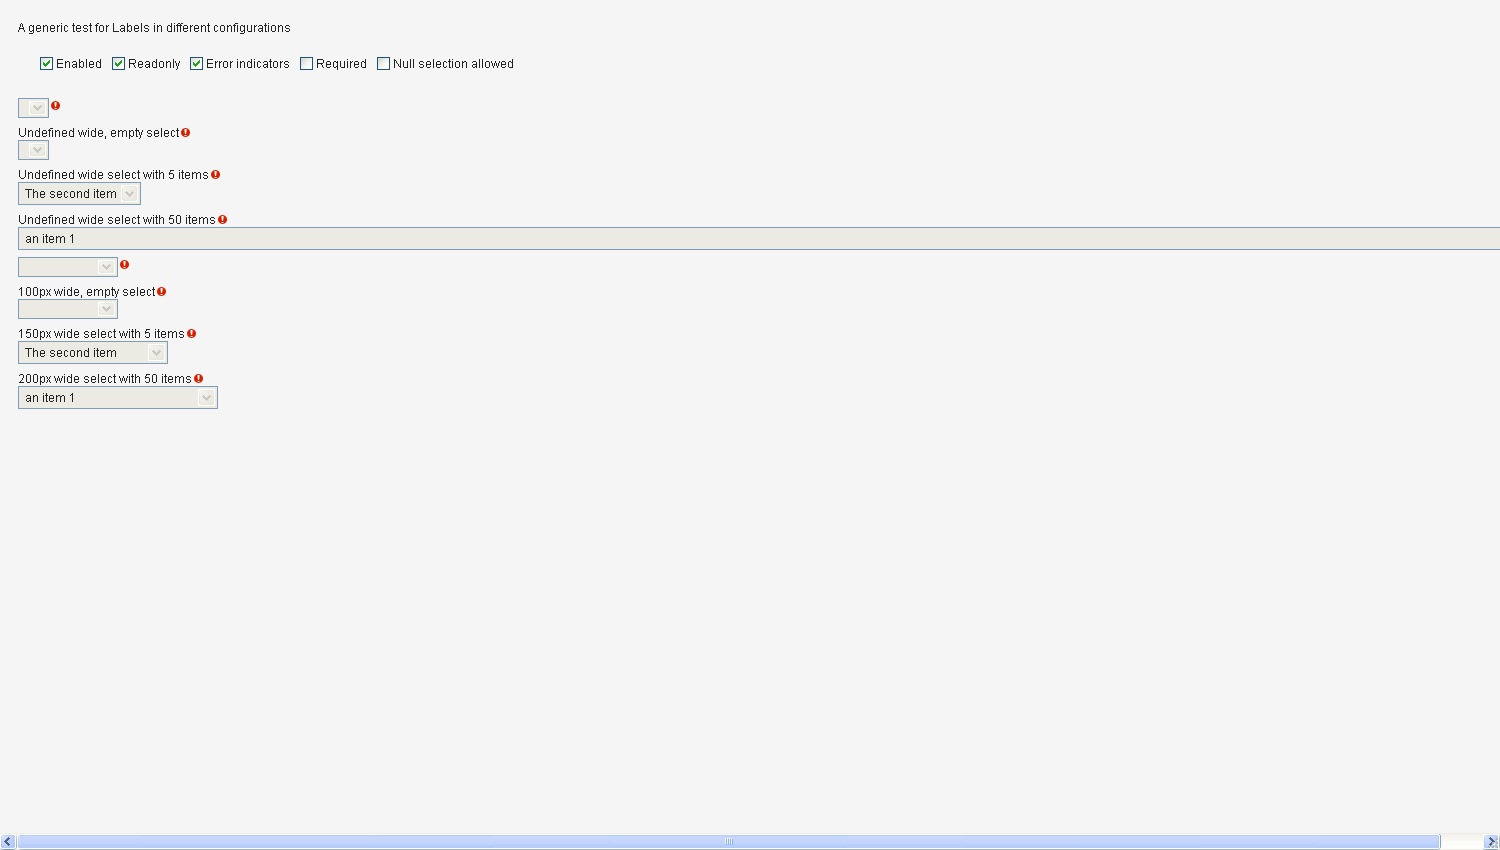 A generic test for Labels in different configurations
Enabled Readonly Error indicators Required Null selection allowed
Undefined wide, empty select
Undefined wide select with 5 items
The second item
Undefined wide select with 50 items
an item 1
100px wide, empty select
150px wide select with 5 items
The second item
200px wide select with 50 items
an item 1